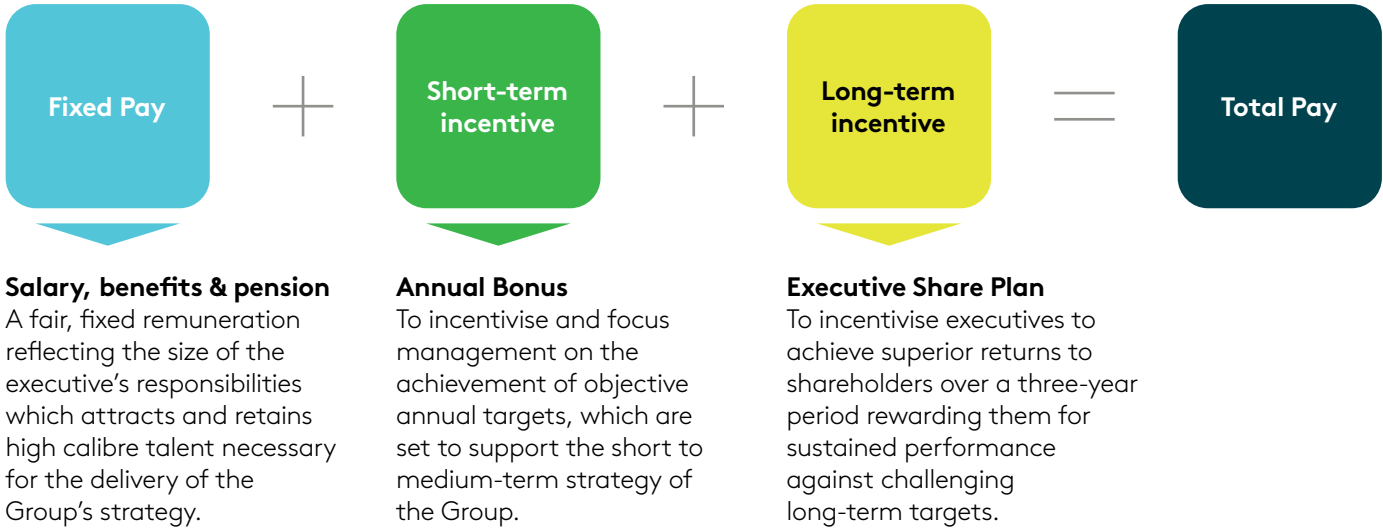 Fixed Pay
+
Short-term
incentive
+
Long-term
incentive
=
Total Pay
Salary, benefits & pension
A fair, fixed remuneration
reflecting the size of the
executive’s responsibilities
which attracts and retains
high calibre talent necessary
for the delivery of the
Group’s strategy.
Annual Bonus
To incentivise and focus
management on the
achievement of objective
annual targets, which are
set to support the short to
medium-term strategy of
the Group.
Executive Share Plan
To incentivise executives to
achieve superior returns to
shareholders over a three-year
period rewarding them for
sustained performance
against challenging
long-term targets.